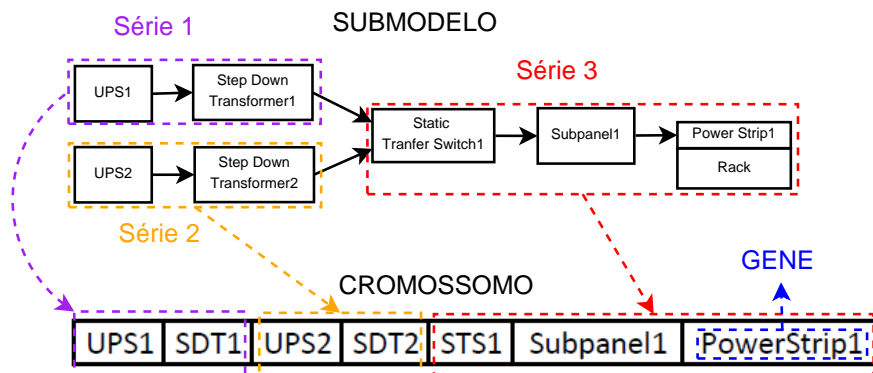 SUBMODELO
Série 1
Série 3
UPS1
Step Down
Transformer1
Static
Tranfer Switch1
Subpanel1
Power Strip1
Rack
UPS2
Step Down
Transformer2
Série 2
CROMOSSOMO
GENE
UPS1 SDT1 UPS2 SDT2 STS1 Subpanel1 PowerStrip1